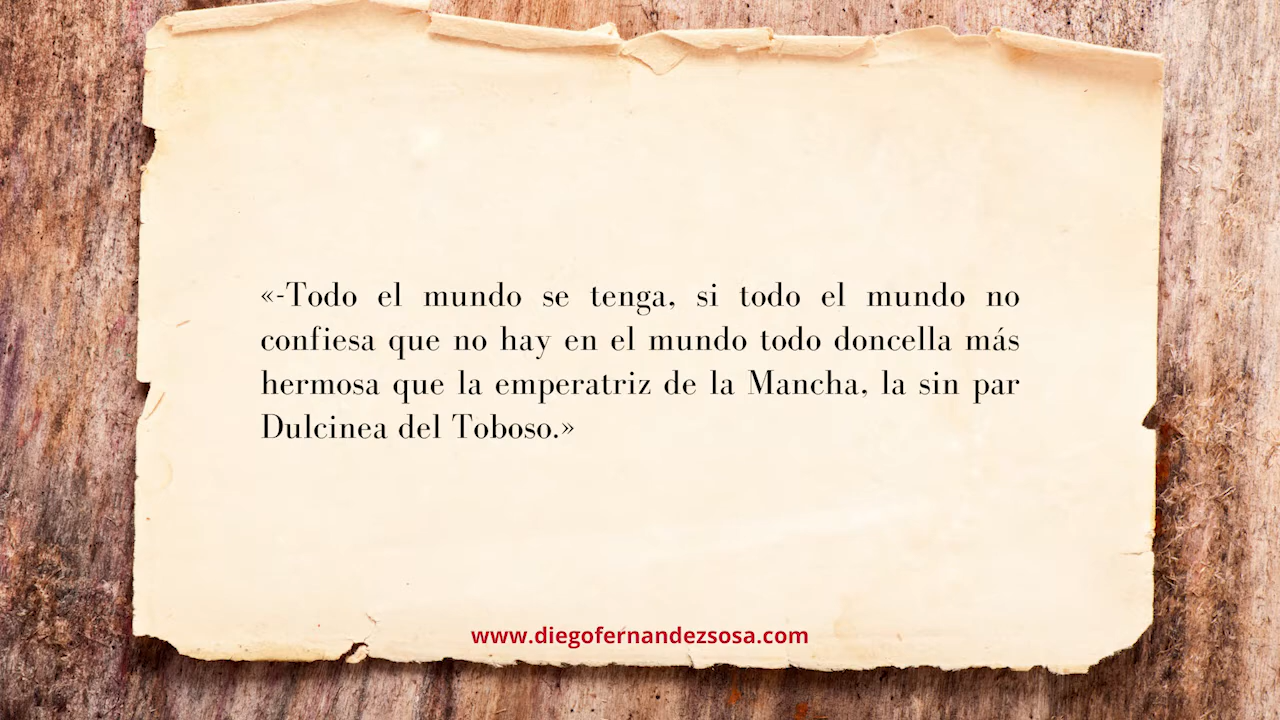 «-Todo el mundo se tenga, si todo el mundo no
confiesa que no hay en el mundo todo doncella más
hermosa que la emperatriz de la Mancha, la sin par
Dulcinea del Toboso.»
www.diegofernandezsosa.com